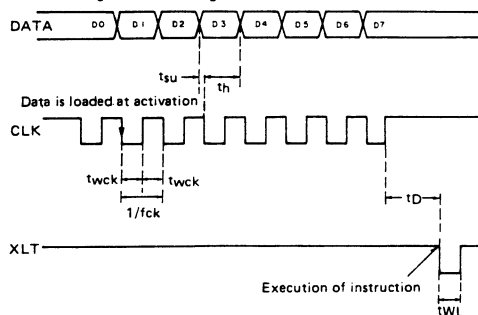 DATA D0 D1 D2 D3 D4 D5 D6 D7
tsu th
Data is loaded at activation
CLK
twck twck
1/fck
tD
XLT
Execution of instruction
tWL